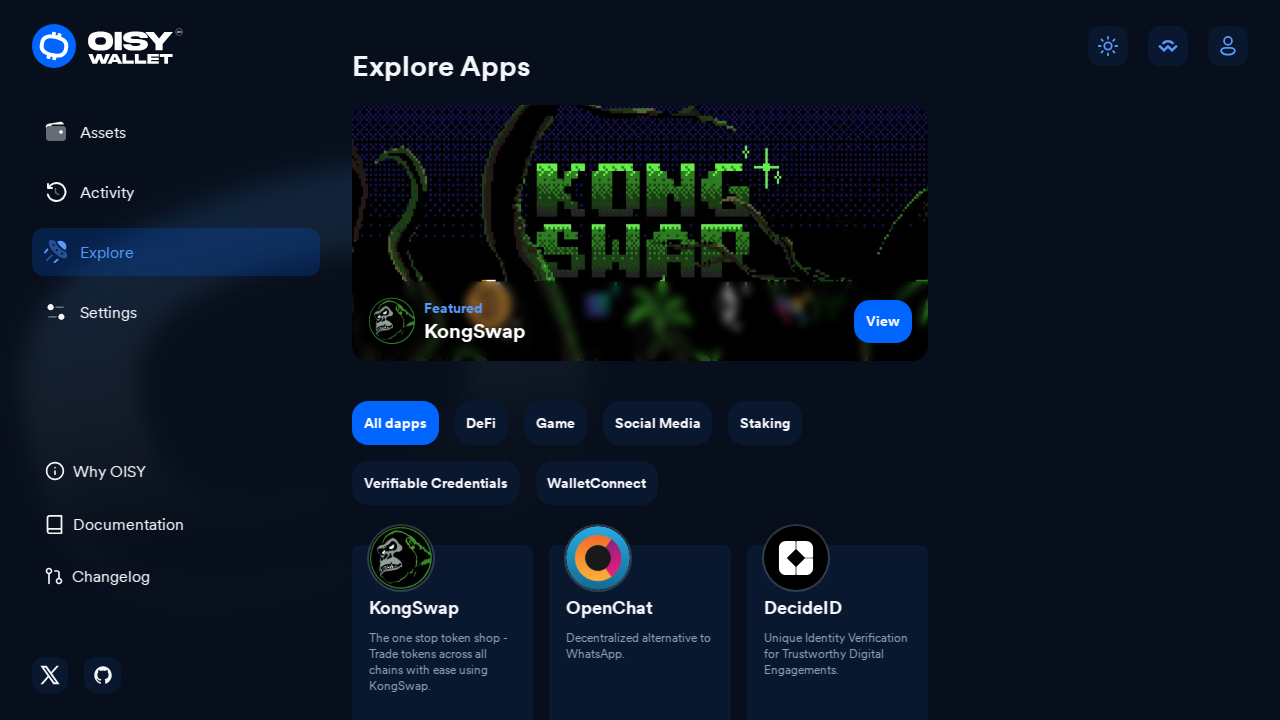 OISY
WALLET
Explore Apps
Assets
Activity
Explore
Settings
KONG
SWAP
Featured
KongSwap
View
All dapps
DeFi
Game
Social Media
Staking
Verifiable Credentials
WalletConnect
Why OISY
Documentation
Changelog
KongSwap
The one stop token shop -
Trade tokens across all
chains with ease using
KongSwap.
OpenChat
Decentralized alternative to
WhatsApp.
DecideID
Unique Identity Verification
for Trustworthy Digital
Engagements.